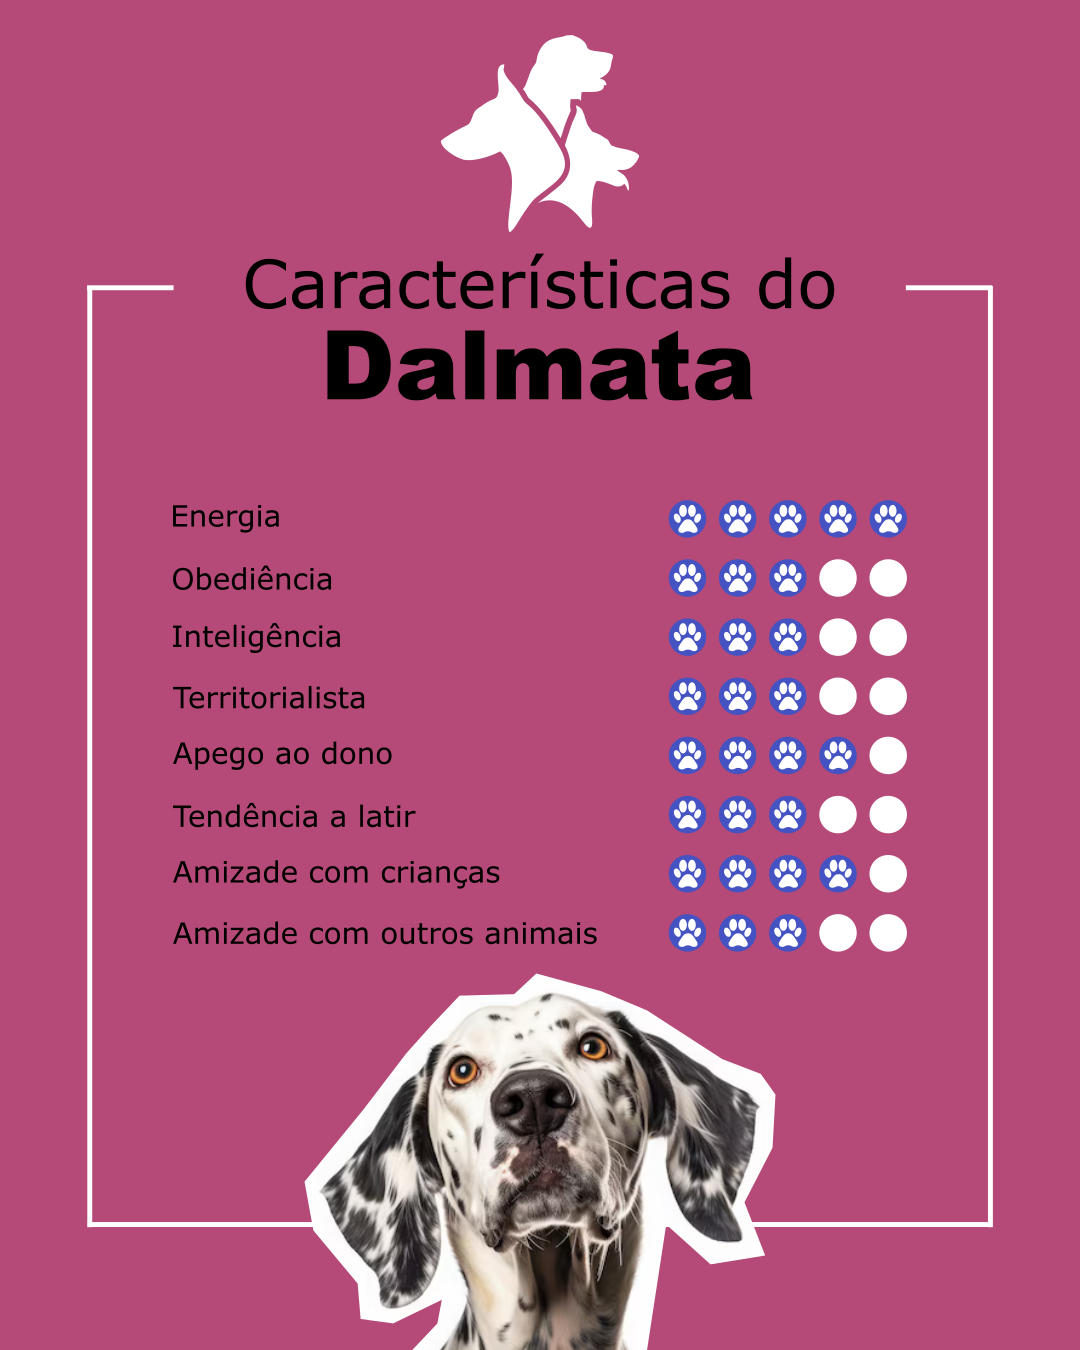 Características do
Dalmata
Energia
Obediência
Inteligência
Territorialista
Apego ao dono
Tendência a latir
Amizade com crianças
Amizade com outros animais